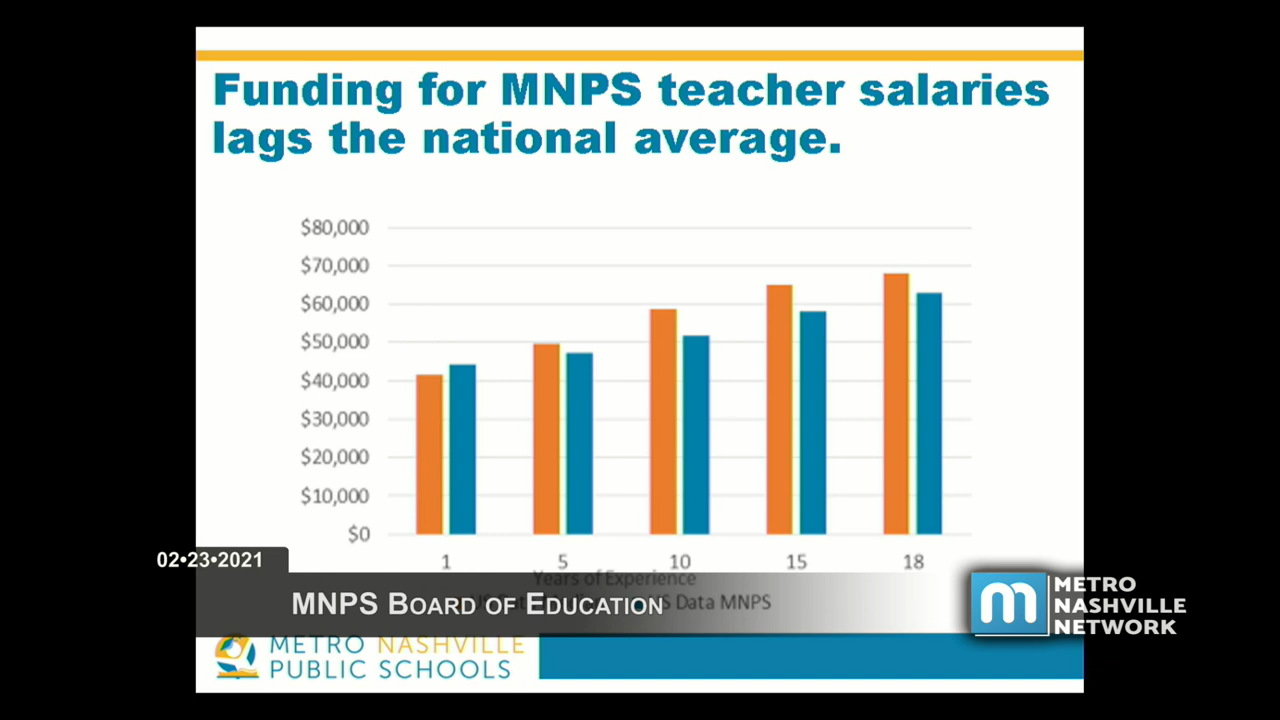 Funding for MNPS teacher salaries
lags the national average.
$80,000
$70,000
$60,000
$50,000
$40,000
$30,000
$20,000
$10,000
$0
1 5 10 15 18
Years of Experience
Data MNPS
02•23•2021
MNPS BOARD OF EDUCATION
METRO NASHVILLE
PUBLIC SCHOOLS
m
METRO
NASHVILLE
NETWORK